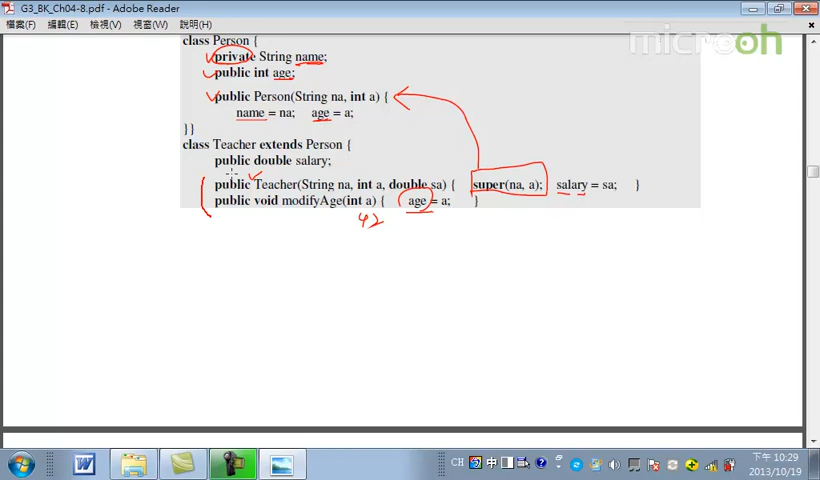 G3_BK_Ch04-8.pdf - Adobe Reader
檔案(F) 編輯(E) 檢視(V) 視窗(W) 說明(H)
microoh
class Person {
private String name;
public int age;
public Person(String na, int a) {
name = na; age = a;
}}
class Teacher extends Person {
public double salary;
public Teacher(String na, int a, double sa) { super(na, a); salary = sa; }
public void modifyAge(int a) { age = a; }
42
CH 中
下午 10:29
2013/10/19